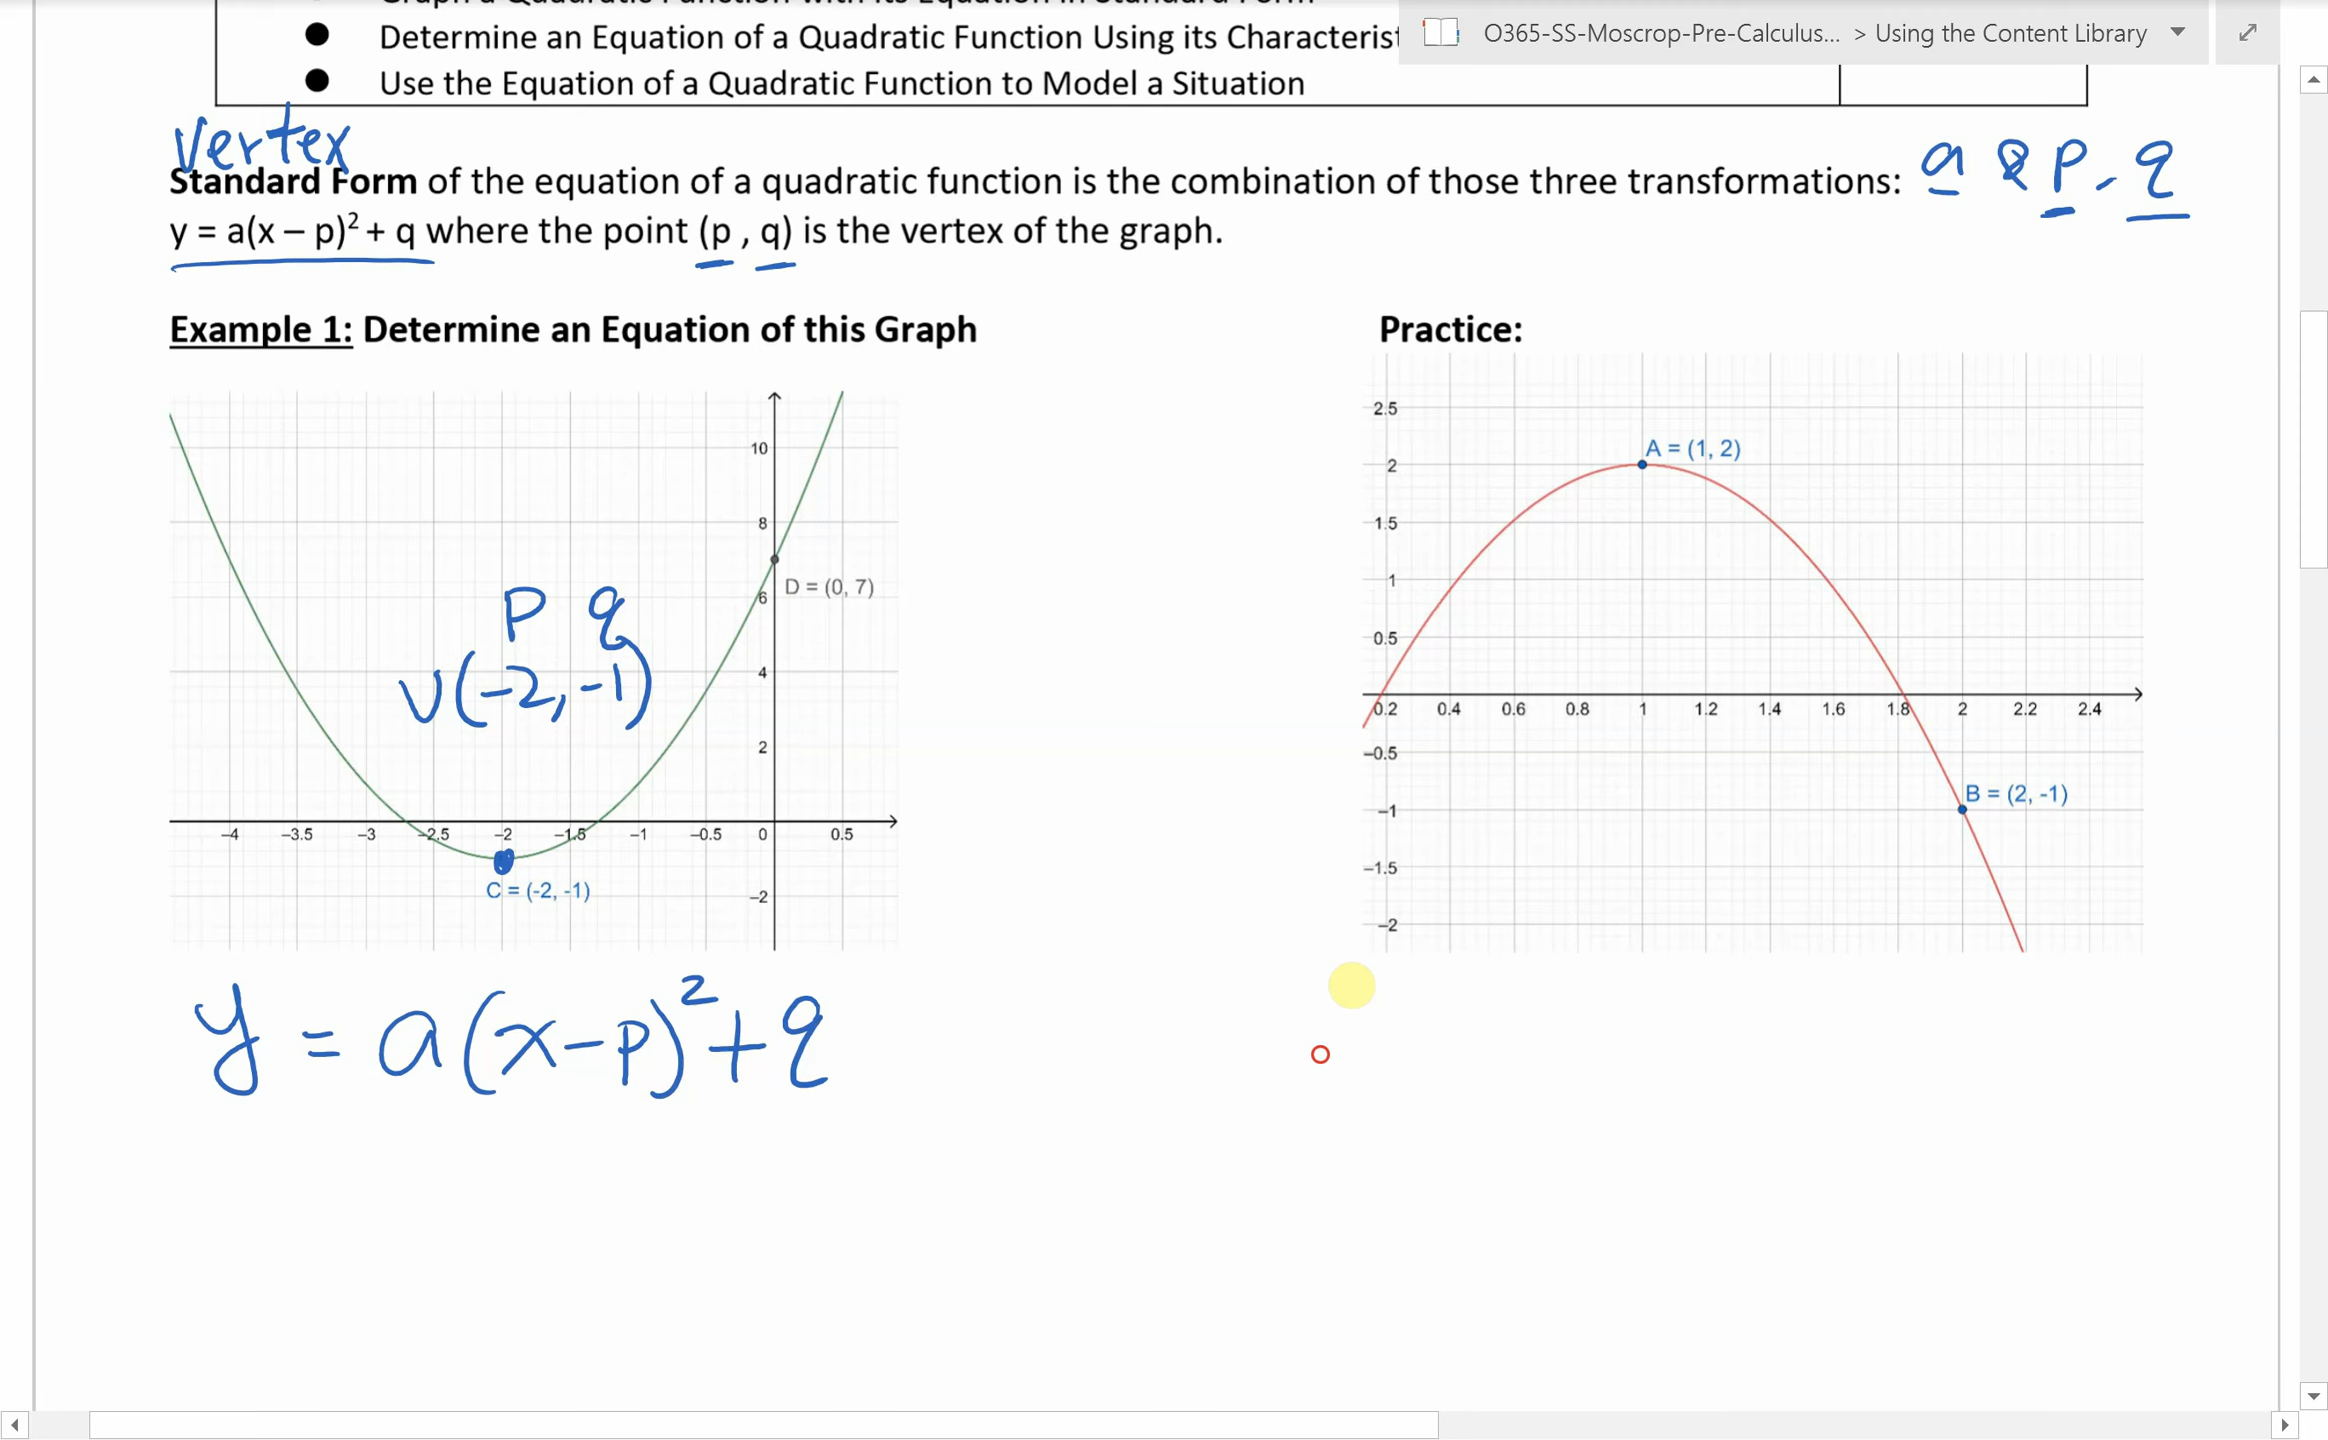 Determine an Equation of a Quadratic Function Using its Characterist
O365-SS-Moscrop-Pre-Calculus... > Using the Content Library
Use the Equation of a Quadratic Function to Model a Situation
Vertex
Standard Form of the equation of a quadratic function is the combination of those three transformations: a & p, q
y = a(x – p)² + q where the point (p , q) is the vertex of the graph.
Example 1: Determine an Equation of this Graph
10
8
D = (0, 7)
6
p q
V(-2, -1)
4
2
-4 -3.5 -3 -2.5 -2 -1.5 -1 -0.5 0 0.5
C = (-2, -1)
-2
y = a(x-p)²+q
Practice:
2.5
A = (1, 2)
2
1.5
1
0.5
0.2 0.4 0.6 0.8 1 1.2 1.4 1.6 1.8 2 2.2 2.4
-0.5
B = (2, -1)
-1
-1.5
-2